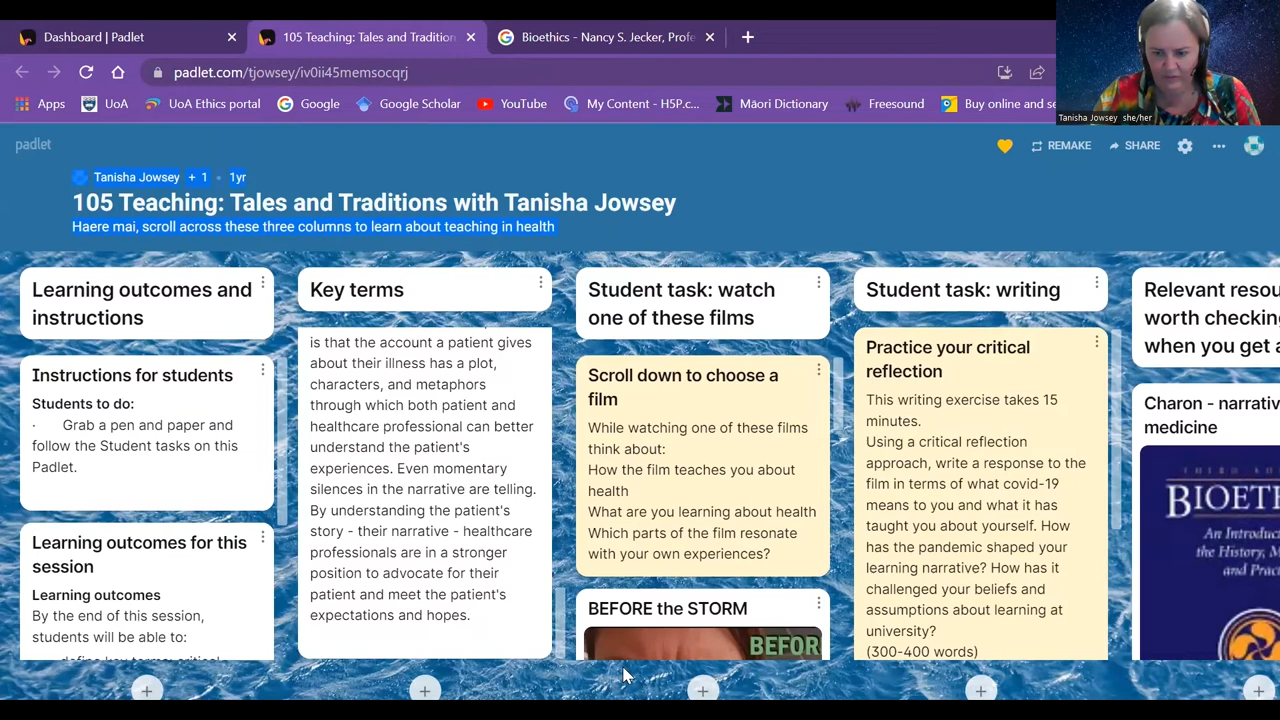 Dashboard | Padlet
105 Teaching: Tales and Tradition
Bioethics - Nancy S. Jecker, Profe
padlet.com/tjowsey/iv0ii45memsocqrj
Apps
UoA
UoA Ethics portal
Google
Google Scholar
YouTube
My Content - H5P.c...
Māori Dictionary
Freesound
Buy online and se
Tanisha Jowsey she/her
padlet
REMAKE
SHARE
Tanisha Jowsey + 1 • 1yr
105 Teaching: Tales and Traditions with Tanisha Jowsey
Haere mai, scroll across these three columns to learn about teaching in health
Learning outcomes and
instructions
Instructions for students
Students to do:
· Grab a pen and paper and
follow the Student tasks on this
Padlet.
Learning outcomes for this
session
Learning outcomes
By the end of this session,
students will be able to:
define key terms: critical
Key terms
is that the account a patient gives
about their illness has a plot,
characters, and metaphors
through which both patient and
healthcare professional can better
understand the patient's
experiences. Even momentary
silences in the narrative are telling.
By understanding the patient's
story - their narrative - healthcare
professionals are in a stronger
position to advocate for their
patient and meet the patient's
expectations and hopes.
Student task: watch
one of these films
Scroll down to choose a
film
While watching one of these films
think about:
How the film teaches you about
health
What are you learning about health
Which parts of the film resonate
with your own experiences?
BEFORE the STORM
BEFOR
Student task: writing
Practice your critical
reflection
This writing exercise takes 15
minutes.
Using a critical reflection
approach, write a response to the
film in terms of what covid-19
means to you and what it has
taught you about yourself. How
has the pandemic shaped your
learning narrative? How has it
challenged your beliefs and
assumptions about learning at
university?
(300-400 words)
Relevant resou
worth checking
when you get a
Charon - narrativ
medicine
THIRD
BIOETH
An Introduct
the History, M
and Prac